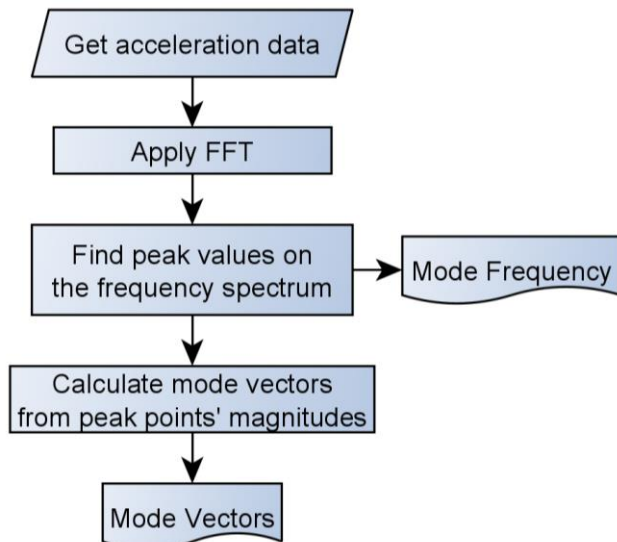 Get acceleration data
Apply FFT
Find peak values on
the frequency spectrum
Mode Frequency
Calculate mode vectors
from peak points' magnitudes
Mode Vectors